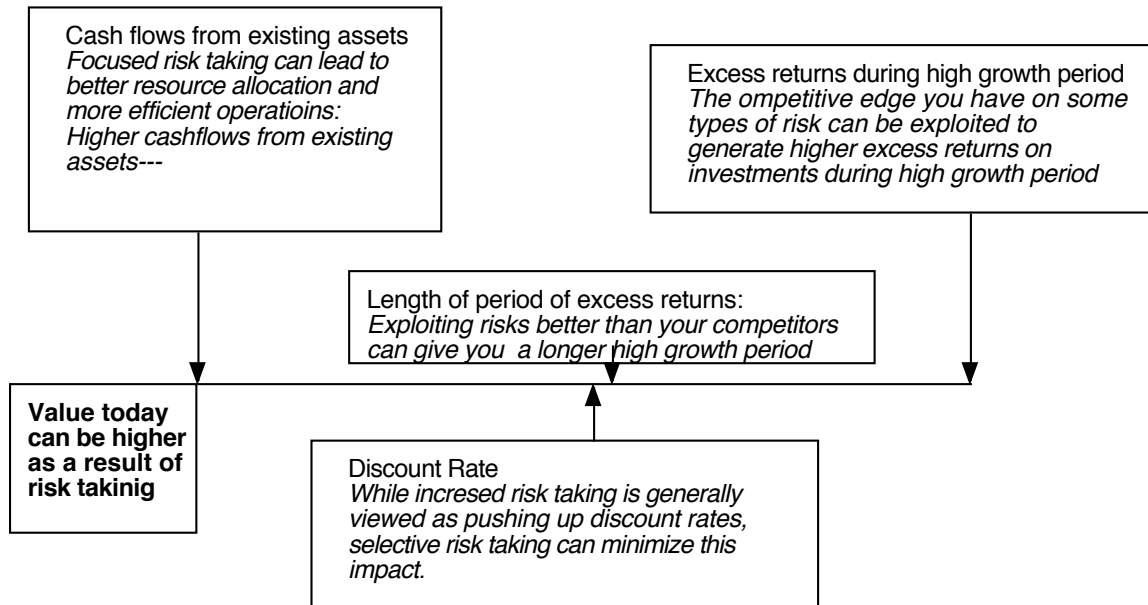 Cash flows from existing assets
Focused risk taking can lead to
better resource allocation and
more efficient operatioins:
Higher cashflows from existing
assets---
Excess returns during high growth period
The ompetitive edge you have on some
types of risk can be exploited to
generate higher excess returns on
investments during high growth period
Length of period of excess returns:
Exploiting risks better than your competitors
can give you a longer high growth period
Value today
can be higher
as a result of
risk takinig
Discount Rate
While incresed risk taking is generally
viewed as pushing up discount rates,
selective risk taking can minimize this
impact.